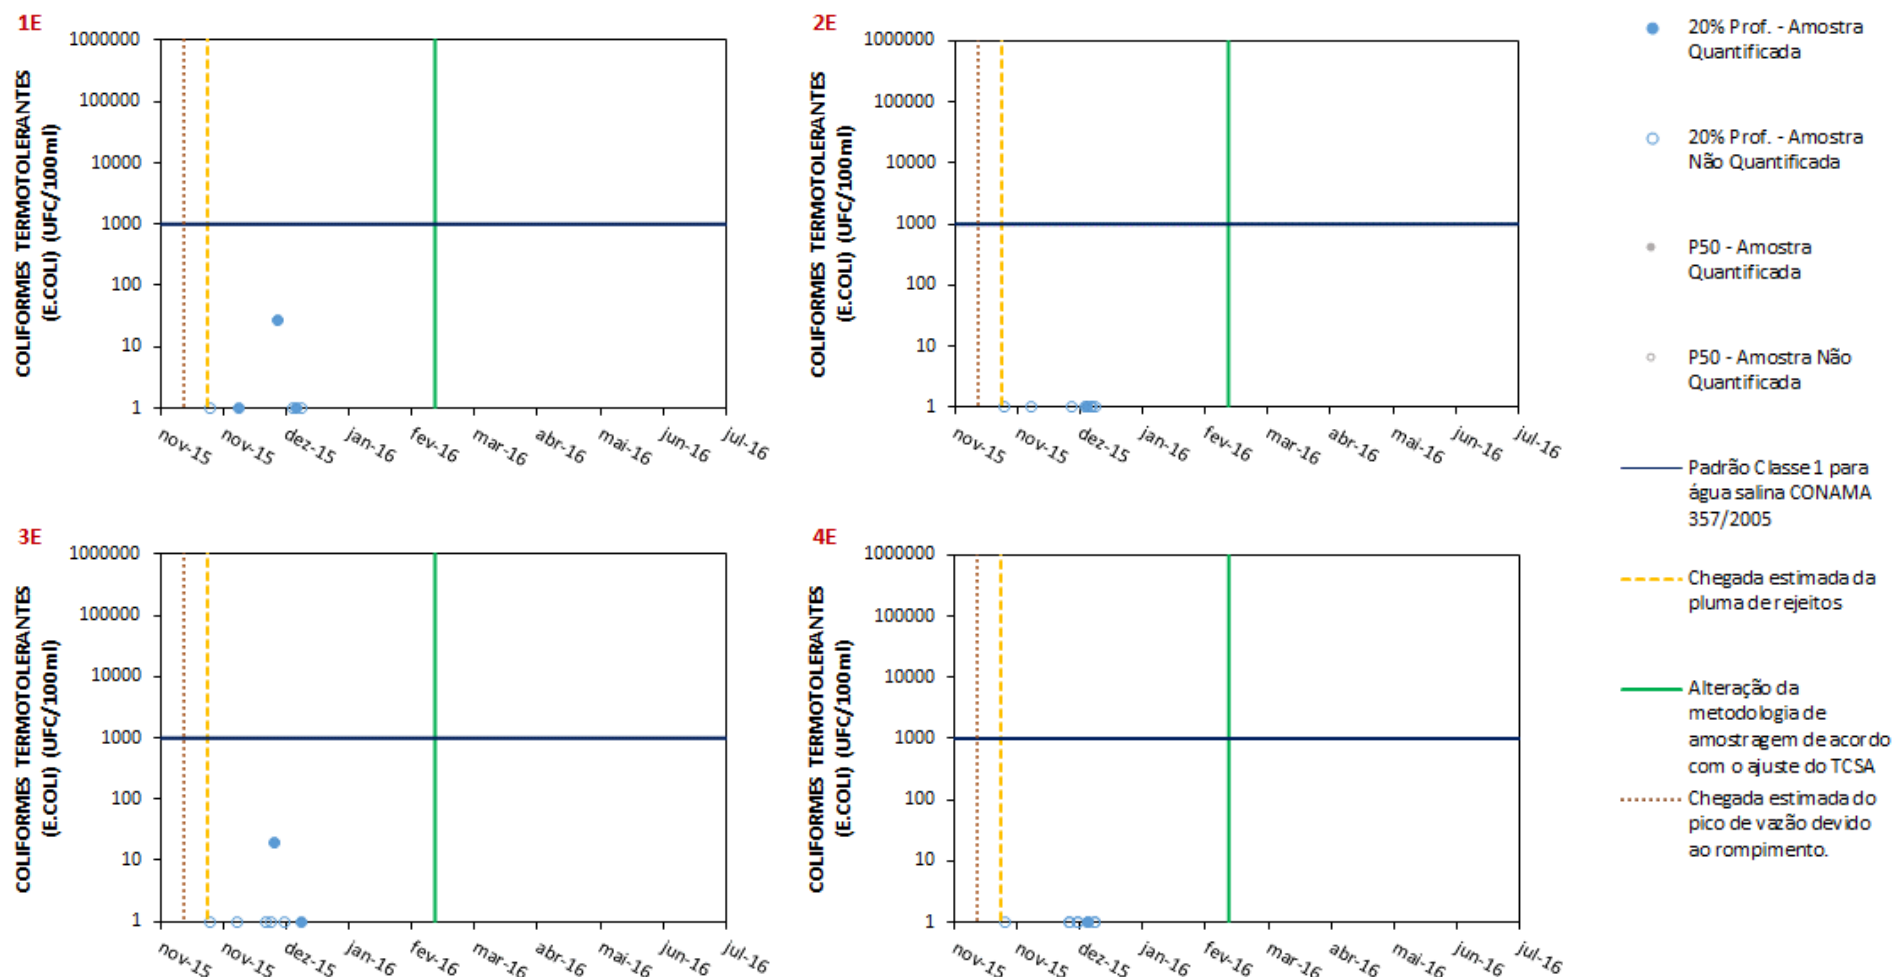 1E
COLIFORMES TERMOTOLERANTES
(E.COLI) (UFC/100ml)
1000000
100000
10000
1000
100
10
1
nov-15
nov-15
dez-15
jan-16
fev-16
mar-16
abr-16
mai-16
jun-16
jul-16
2E
COLIFORMES TERMOTOLERANTES
(E.COLI) (UFC/100ml)
1000000
100000
10000
1000
100
10
1
nov-15
nov-15
dez-15
jan-16
fev-16
mar-16
abr-16
mai-16
jun-16
jul-16
3E
COLIFORMES TERMOTOLERANTES
(E.COLI) (UFC/100ml)
1000000
100000
10000
1000
100
10
1
nov-15
nov-15
dez-15
jan-16
fev-16
mar-16
abr-16
mai-16
jun-16
jul-16
4E
COLIFORMES TERMOTOLERANTES
(E.COLI) (UFC/100ml)
1000000
100000
10000
1000
100
10
1
nov-15
nov-15
dez-15
jan-16
fev-16
mar-16
abr-16
mai-16
jun-16
jul-16
20% Prof. - Amostra
Quantificada
20% Prof. - Amostra
Não Quantificada
P50 - Amostra
Quantificada
P50 - Amostra Não
Quantificada
Padrão Classe 1 para
água salina CONAMA
357/2005
Chegada estimada da
pluma de rejeitos
Alteração da
metodologia de
amostragem de acordo
com o ajuste do TCSA
Chegada estimada do
pico de vazão devido
ao rompimento.